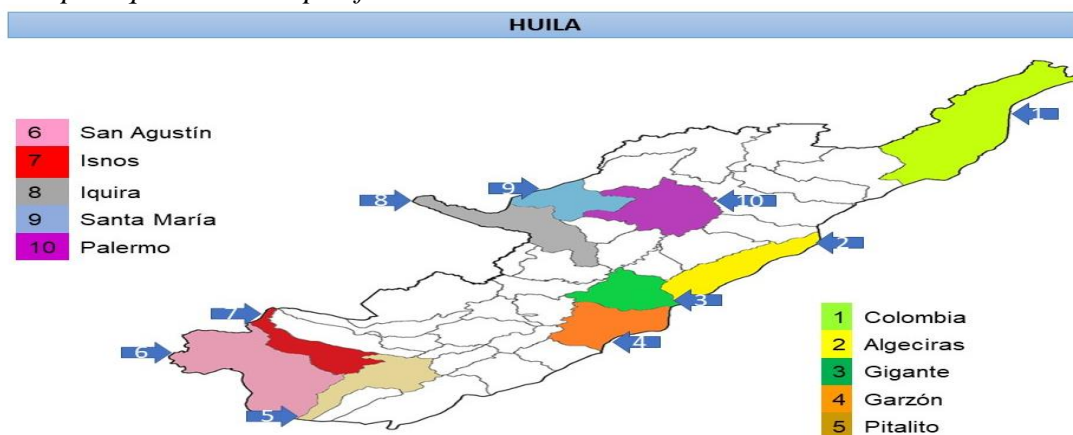 HUILA
6 San Agustín
7 Isnos
8 Iquira
9 Santa María
10 Palermo
1
2
3
4
5
6
7
8
9
10
1 Colombia
2 Algeciras
3 Gigante
4 Garzón
5 Pitalito